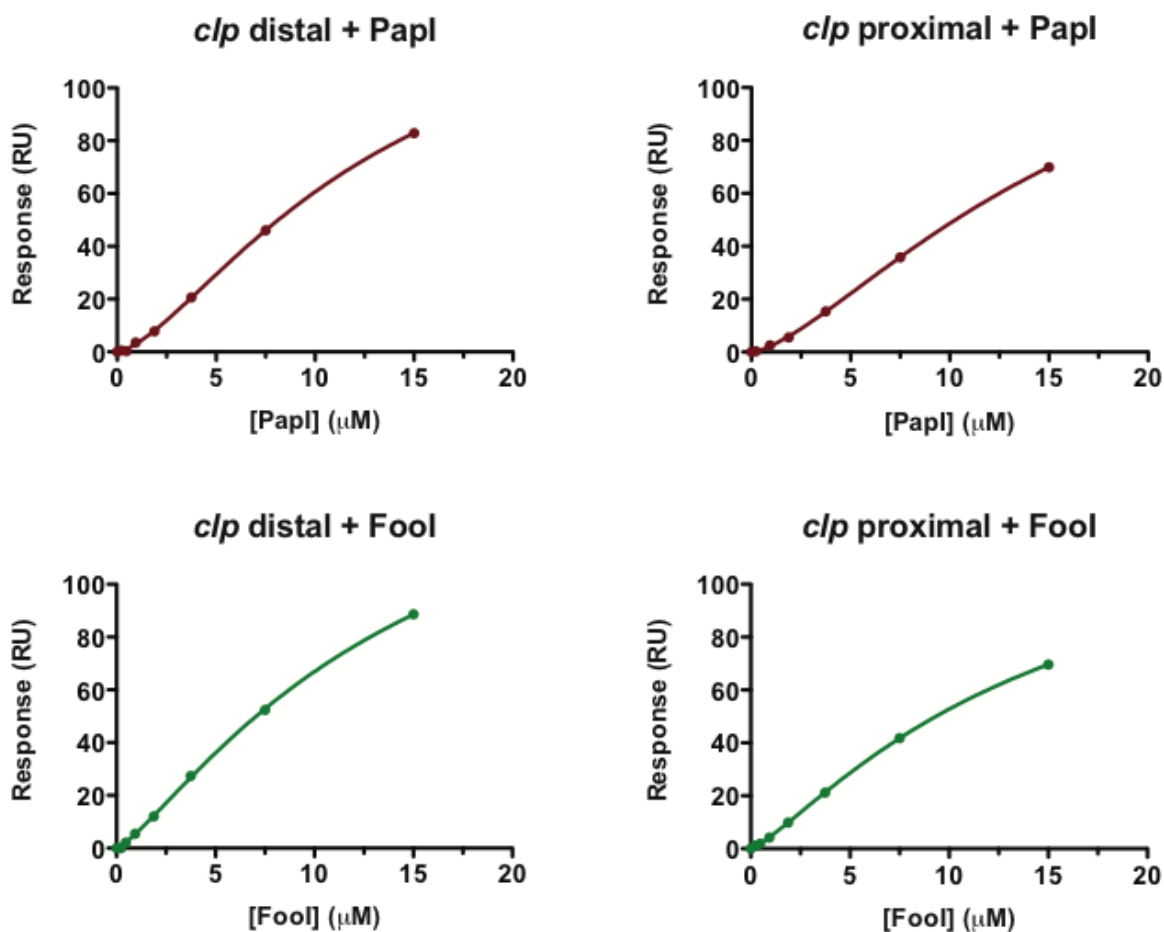 clp distal + PapI
100
80
60
40
20
0
Response (RU)
0 5 10 15 20
[PapI] (μM)
clp proximal + PapI
100
80
60
40
20
0
Response (RU)
0 5 10 15 20
[PapI] (μM)
clp distal + FooI
100
80
60
40
20
0
Response (RU)
0 5 10 15 20
[FooI] (μM)
clp proximal + FooI
100
80
60
40
20
0
Response (RU)
0 5 10 15 20
[FooI] (μM)